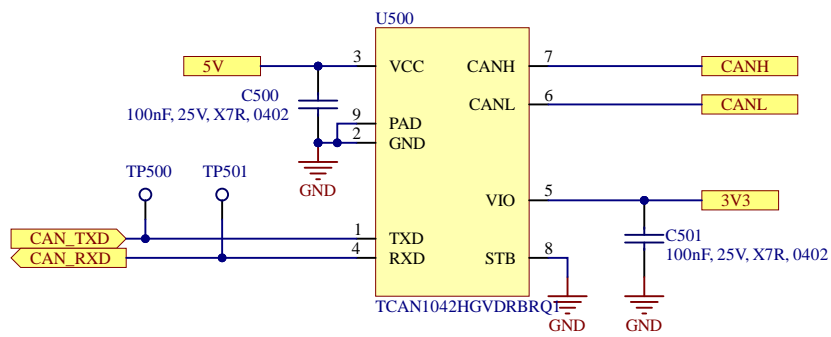 U500
5V
3
VCC
CANH
7
CANH
C500
100nF, 25V, X7R, 0402
CANL
6
CANL
9
PAD
2
GND
GND
TP500
TP501
VIO
5
3V3
CAN_TXD
1
TXD
C501
CAN_RXD
4
RXD
STB
8
100nF, 25V, X7R, 0402
TCAN1042HGVDRBRQ1
GND
GND